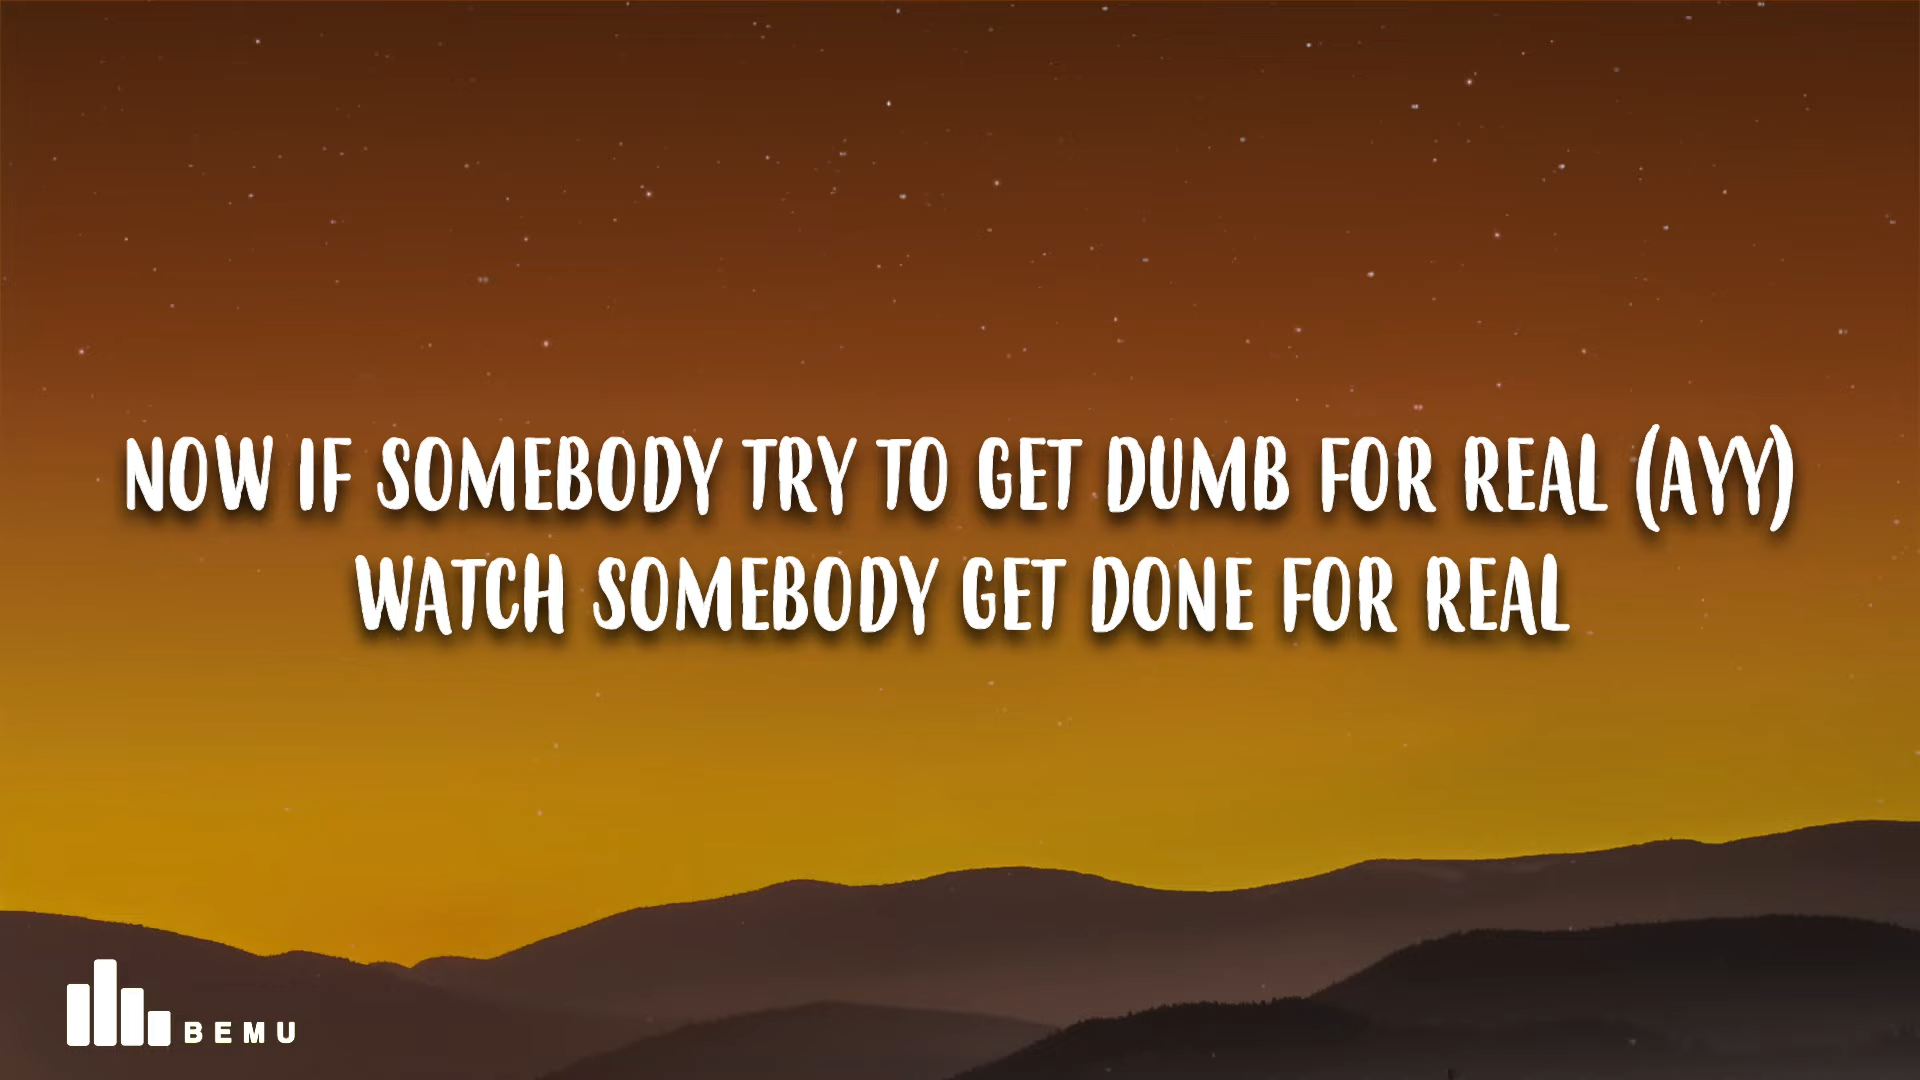 NOW IF SOMEBODY TRY TO GET DUMB FOR REAL (AYY)
WATCH SOMEBODY GET DONE FOR REAL
BEMU